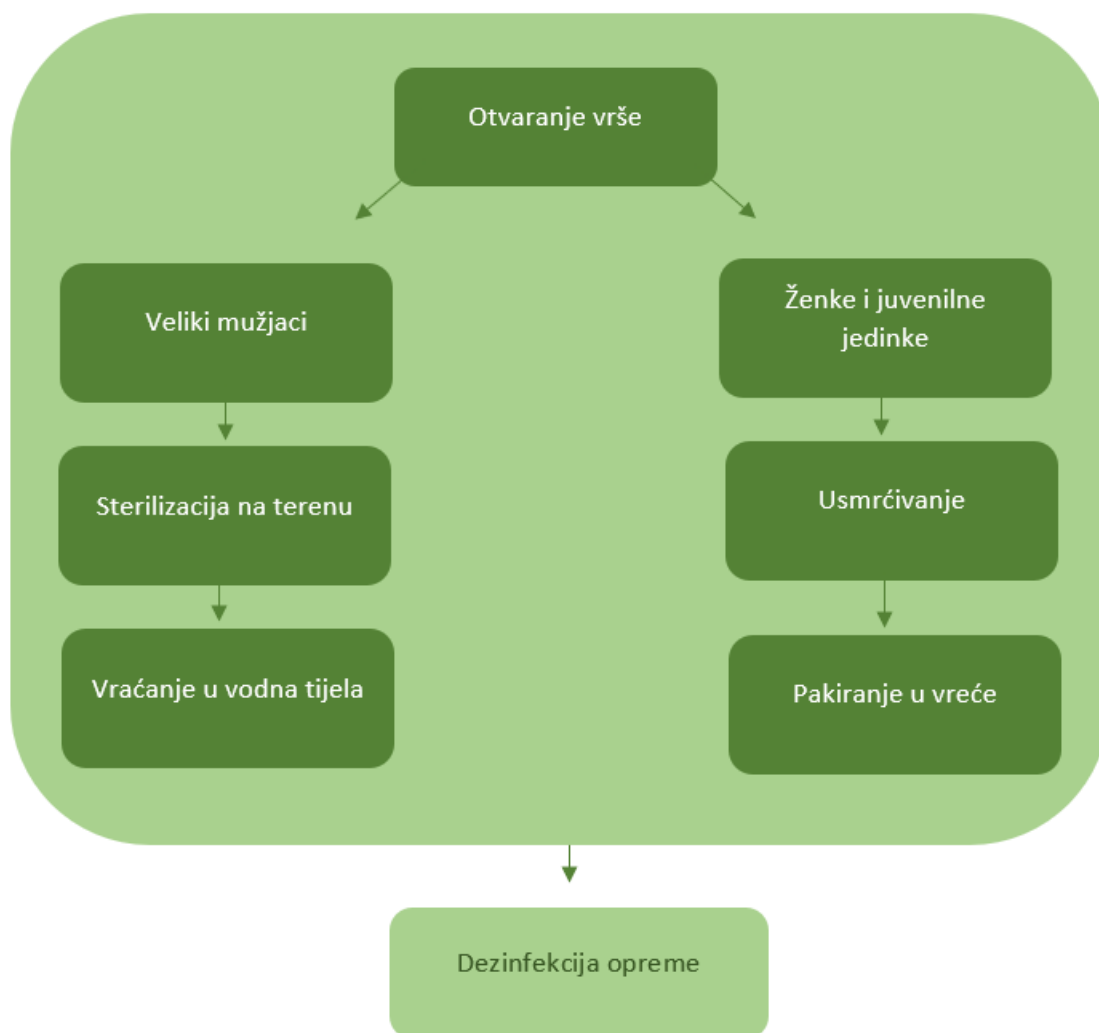 Otvaranje vrše
Veliki mužjaci
Ženke i juvenilne
jedinke
Sterilizacija na terenu
Usmrćivanje
Vraćanje u vodna tijela
Pakiranje u vreće
Dezinfekcija opreme